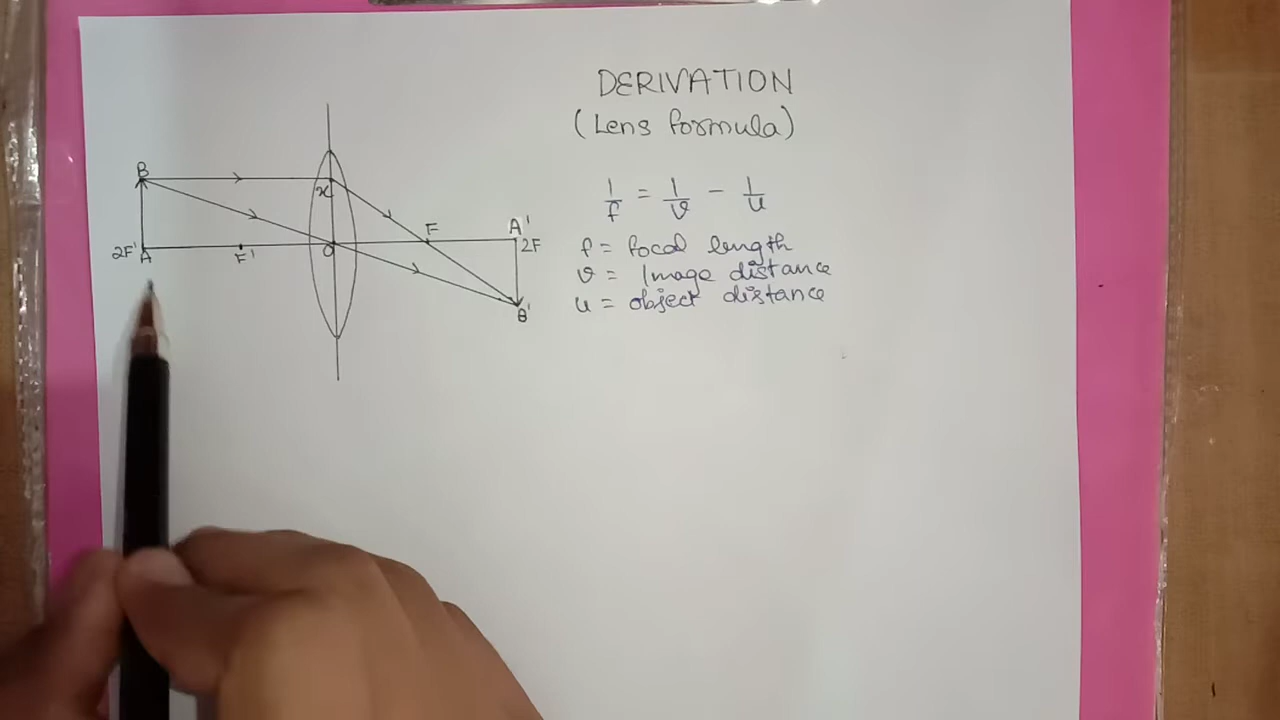 DERIVATION
(Lens formula)
1/f = 1/v - 1/u
f = focal length
v = Image distance
u = object distance
B
x
F
A'
2F'
A
F'
O
2F
B'